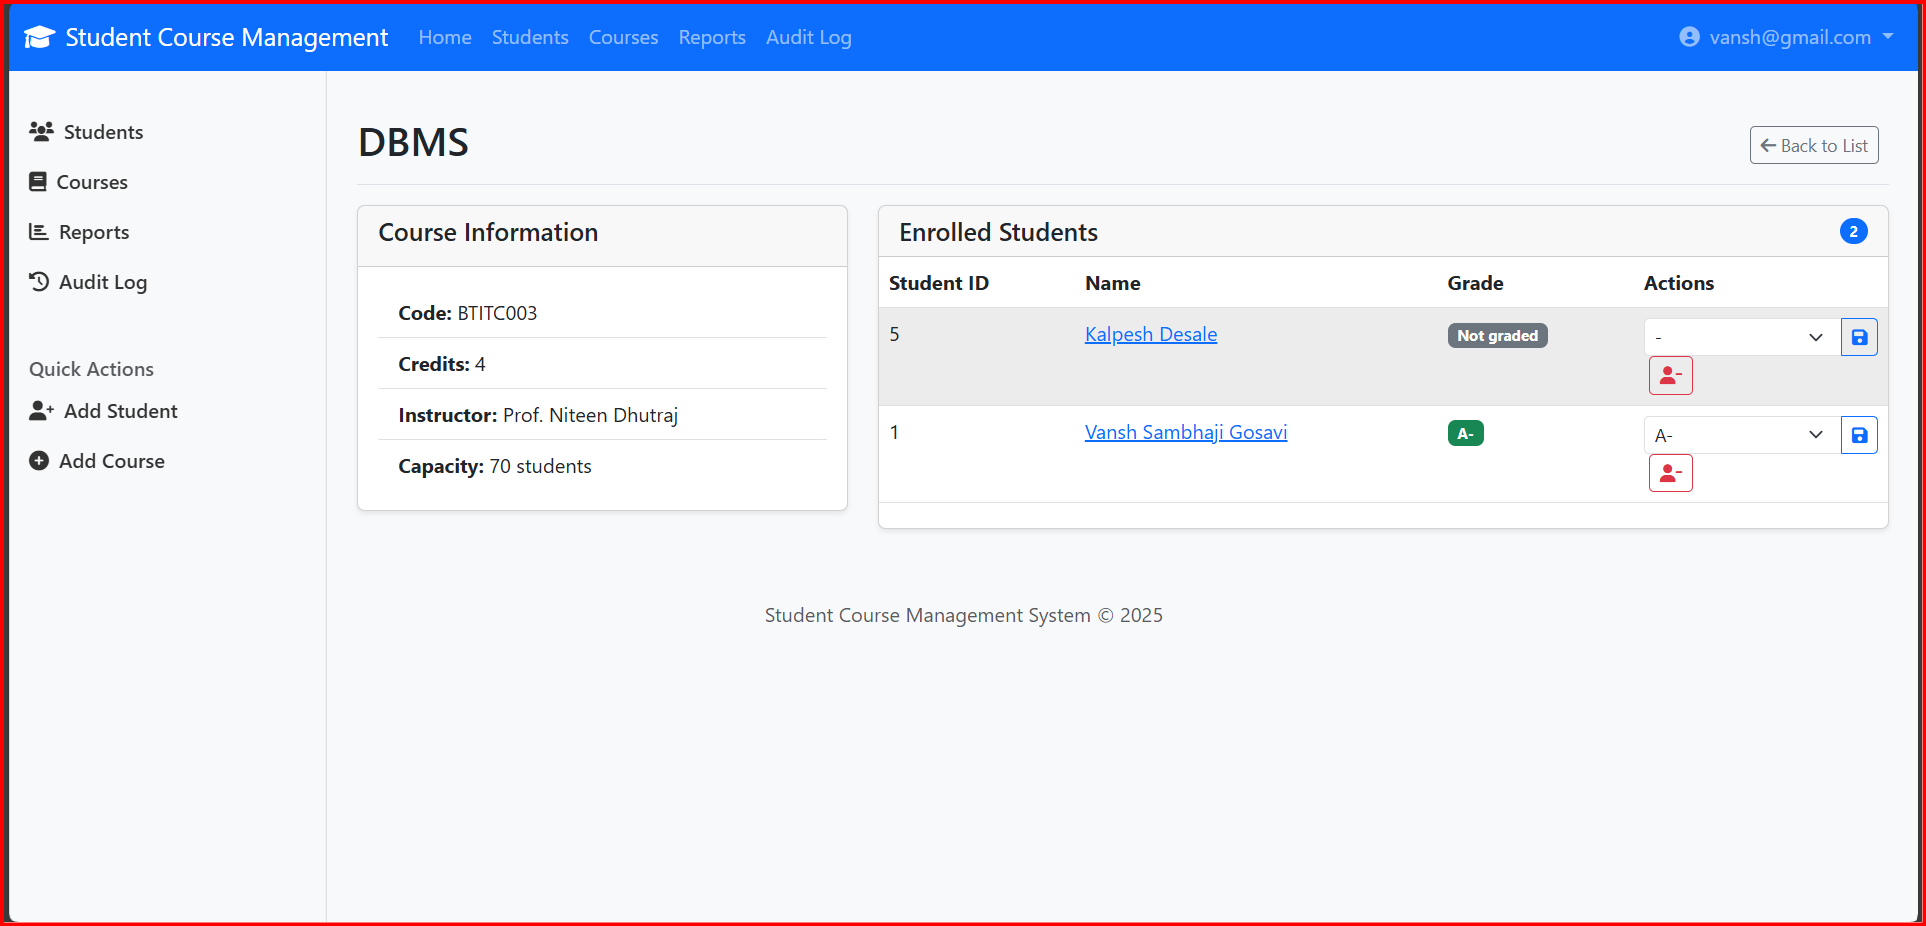 Student Course Management Home Students Courses Reports Audit Log vansh@gmail.com
Students
Courses
Reports
Audit Log
Quick Actions
Add Student
Add Course
DBMS
Back to List
Course Information
Code: BTITC003
Credits: 4
Instructor: Prof. Niteen Dhutraj
Capacity: 70 students
Enrolled Students 2
Student ID Name Grade Actions
5 Kalpesh Desale Not graded -
1 Vansh Sambhaji Gosavi A- A-
Student Course Management System © 2025